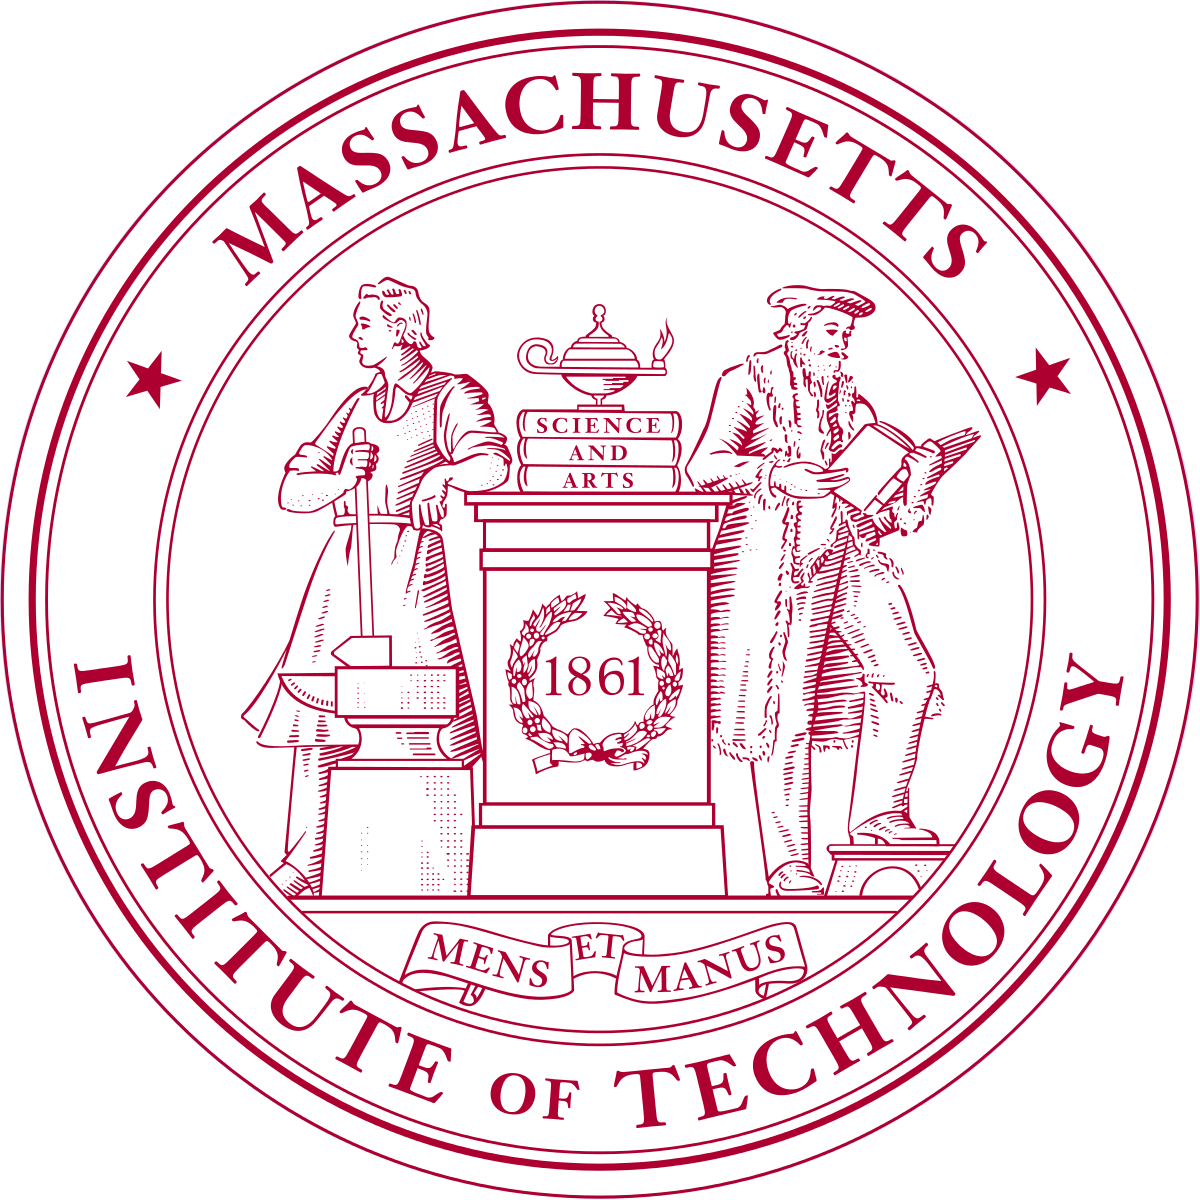 MASSACHUSETTS
SCIENCE
AND
ARTS
1861
MENS ET MANUS
INSTITUTE OF TECHNOLOGY